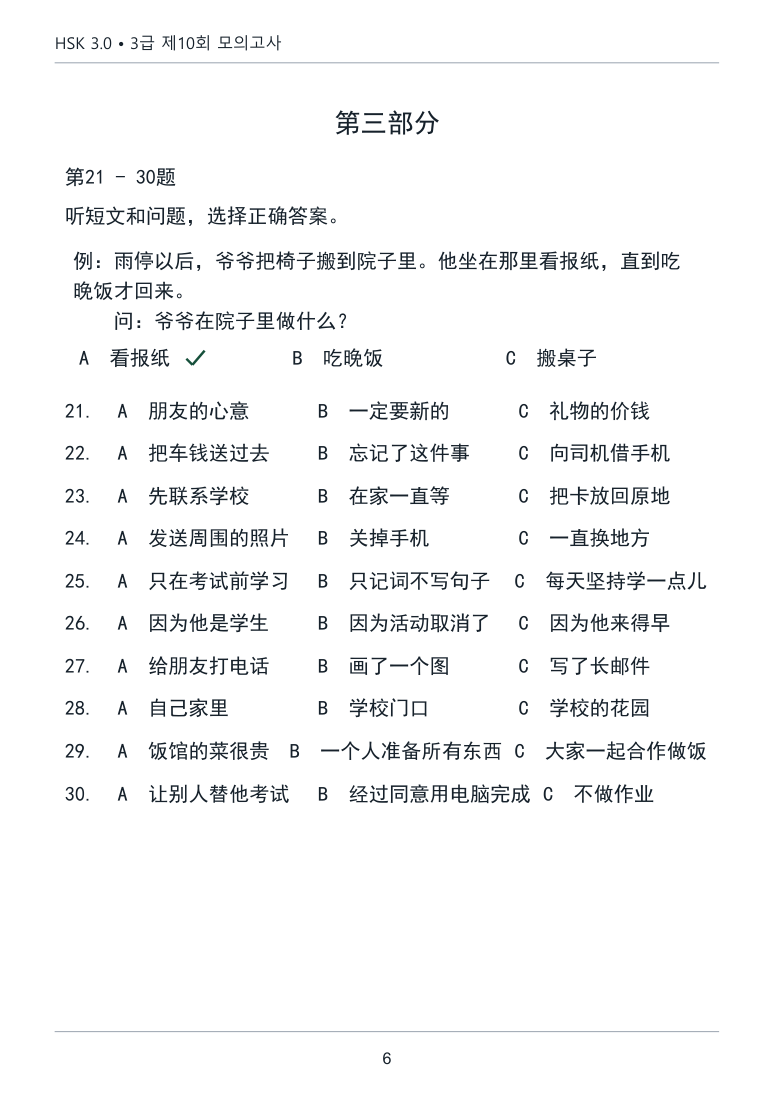 HSK 3.0 • 3급 제10회 모의고사
第三部分
第21 - 30题
听短文和问题，选择正确答案。
例：雨停以后，爷爷把椅子搬到院子里。他坐在那里看报纸，直到吃
晚饭才回来。
问：爷爷在院子里做什么？
A 看报纸 ✓ B 吃晚饭 C 搬桌子
21. A 朋友的心意 B 一定要新的 C 礼物的价钱
22. A 把车钱送过去 B 忘记了这件事 C 向司机借手机
23. A 先联系学校 B 在家一直等 C 把卡放回原地
24. A 发送周围的照片 B 关掉手机 C 一直换地方
25. A 只在考试前学习 B 只记词不写句子 C 每天坚持学一点儿
26. A 因为他是学生 B 因为活动取消了 C 因为他来得早
27. A 给朋友打电话 B 画了一个图 C 写了长邮件
28. A 自己家里 B 学校门口 C 学校的花园
29. A 饭馆的菜很贵 B 一个人准备所有东西 C 大家一起合作做饭
30. A 让别人替他考试 B 经过同意用电脑完成 C 不做作业
6